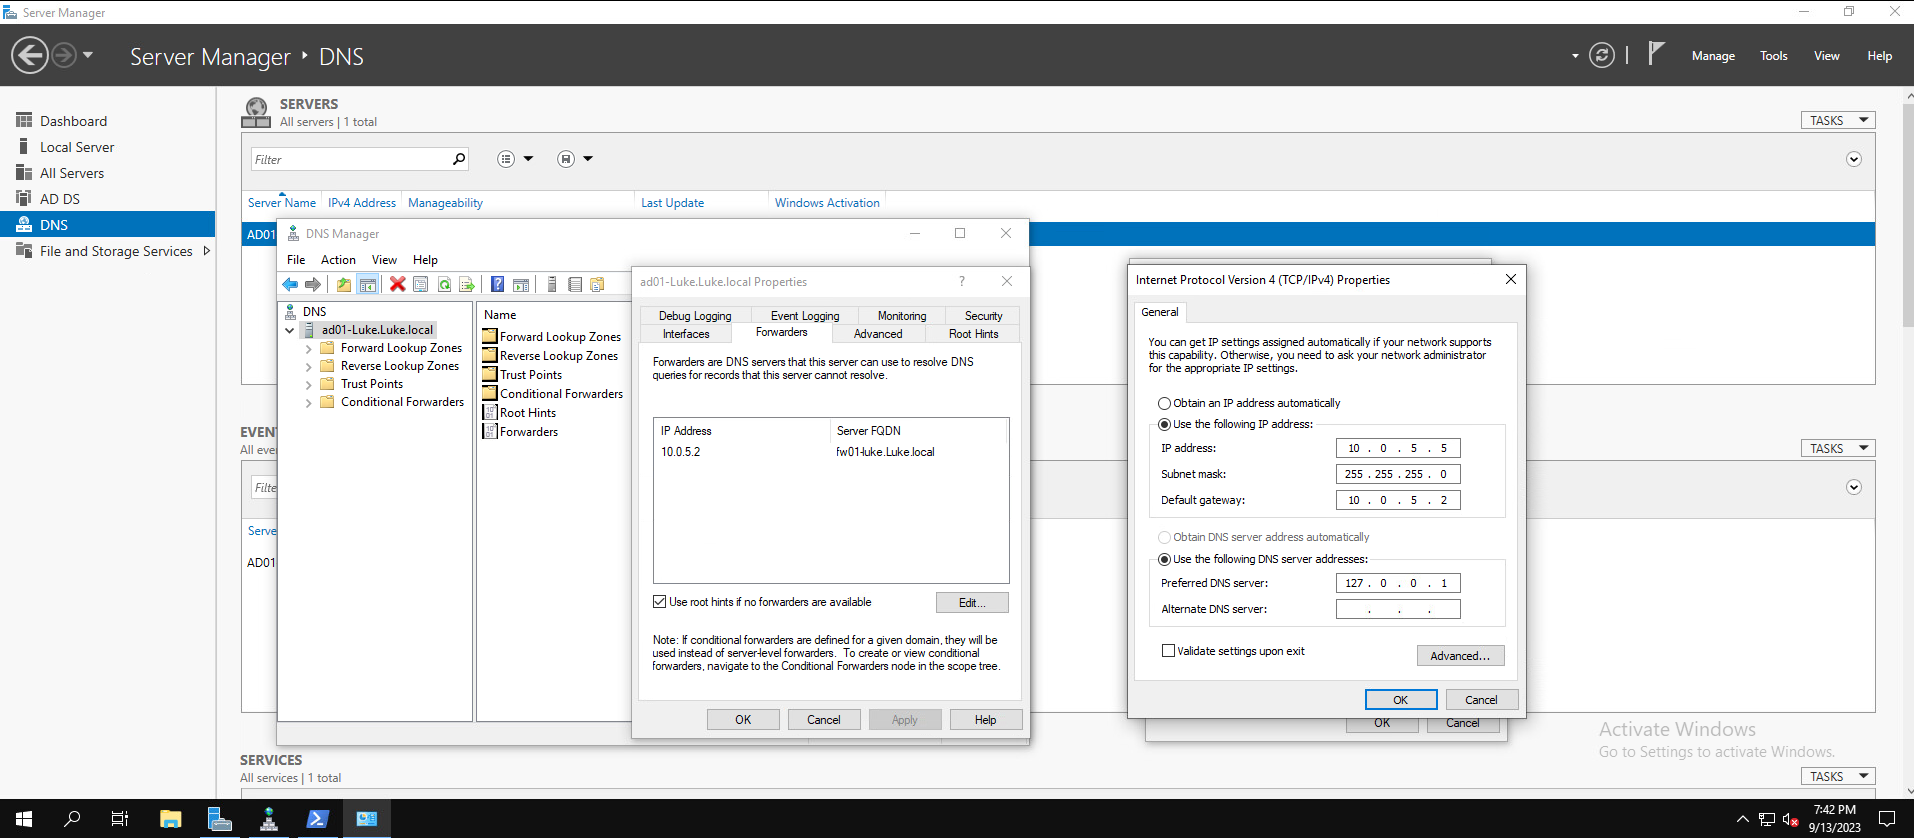 Server Manager
Server Manager ‣ DNS
Manage
Tools
View
Help
Dashboard
Local Server
All Servers
AD DS
DNS
File and Storage Services
SERVERS
All servers | 1 total
TASKS
Filter
Server Name
IPv4 Address
Manageability
Last Update
Windows Activation
AD01
DNS Manager
File
Action
View
Help
DNS
ad01-Luke.Luke.local
Forward Lookup Zones
Reverse Lookup Zones
Trust Points
Conditional Forwarders
Name
Forward Lookup Zones
Reverse Lookup Zones
Trust Points
Conditional Forwarders
Root Hints
Forwarders
ad01-Luke.Luke.local Properties
?
Debug Logging
Event Logging
Monitoring
Security
Interfaces
Forwarders
Advanced
Root Hints
Forwarders are DNS servers that this server can use to resolve DNS
queries for records that this server cannot resolve.
IP Address
Server FQDN
10.0.5.2
fw01-luke.Luke.local
Use root hints if no forwarders are available
Edit...
Note: If conditional forwarders are defined for a given domain, they will be
used instead of server-level forwarders. To create or view conditional
forwarders, navigate to the Conditional Forwarders node in the scope tree.
OK
Cancel
Apply
Help
Internet Protocol Version 4 (TCP/IPv4) Properties
General
You can get IP settings assigned automatically if your network supports
this capability. Otherwise, you need to ask your network administrator
for the appropriate IP settings.
Obtain an IP address automatically
Use the following IP address:
IP address:
10 . 0 . 5 . 5
Subnet mask:
255 . 255 . 255 . 0
Default gateway:
10 . 0 . 5 . 2
Obtain DNS server address automatically
Use the following DNS server addresses:
Preferred DNS server:
127 . 0 . 0 . 1
Alternate DNS server:
. . .
Validate settings upon exit
Advanced...
OK
Cancel
OK
Cancel
EVEN
All eve
TASKS
Filte
Serve
AD01
Activate Windows
Go to Settings to activate Windows.
SERVICES
All services | 1 total
TASKS
7:42 PM
9/13/2023